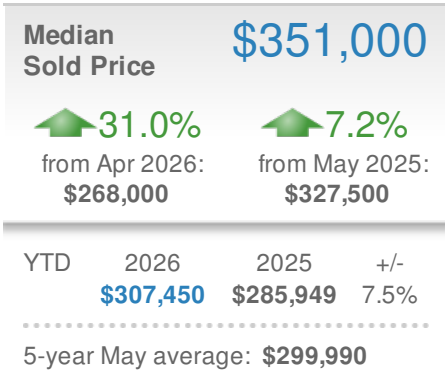 Median
Sold Price
$351,000
31.0%
7.2%
from Apr 2026:
$268,000
from May 2025:
$327,500
YTD 2026 2025 +/-
$307,450 $285,949 7.5%
5-year May average: $299,990